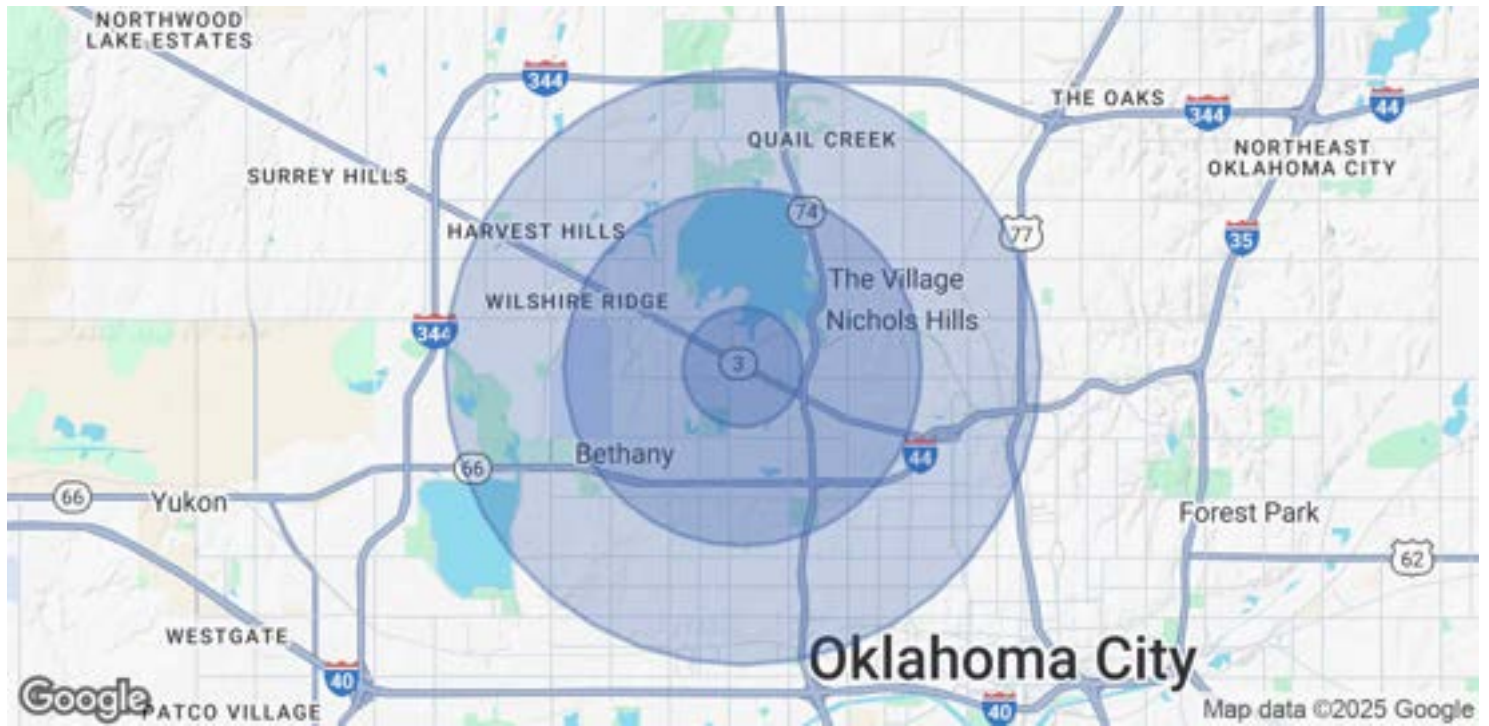 NORTHWOOD
LAKE ESTATES
344
THE OAKS
344
44
QUAIL CREEK
NORTHEAST
OKLAHOMA CITY
SURREY HILLS
74
HARVEST HILLS
77
35
The Village
WILSHIRE RIDGE
Nichols Hills
344
3
Bethany
44
66
66
Yukon
Forest Park
62
WESTGATE
Oklahoma City
40
Google
PATCO VILLAGE
40
Map data ©2025 Google